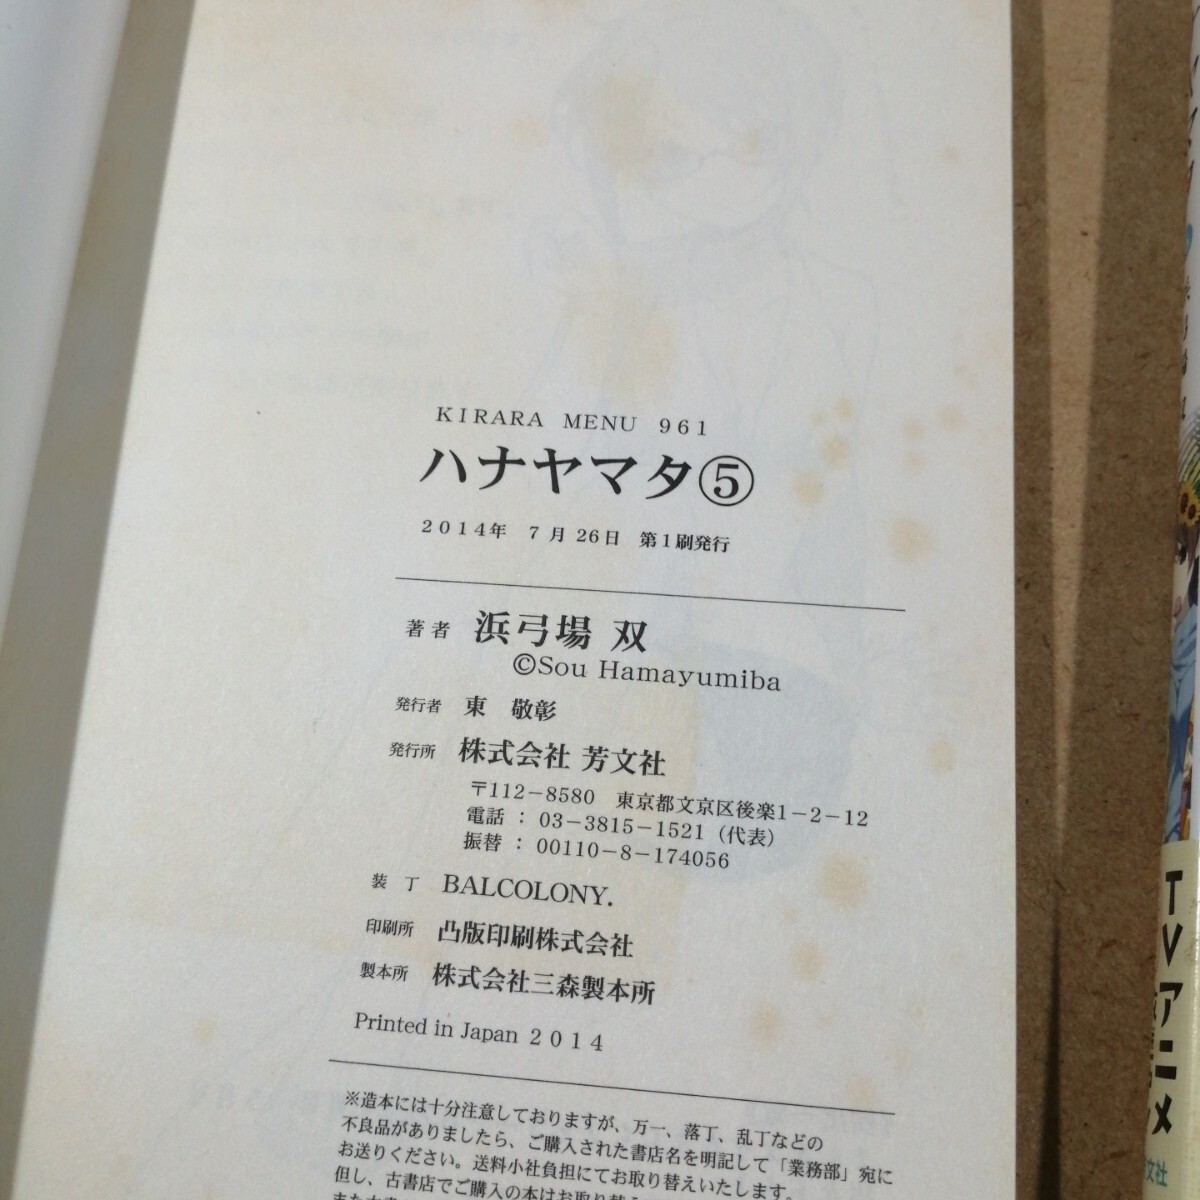 KIRARA MENU 961
ハナヤマタ⑤
2014年 7月26日 第1刷発行
著者 浜弓場 双
©Sou Hamayumiba
発行者 東 敬彰
発行所 株式会社 芳文社
〒112-8580 東京都文京区後楽1-2-12
電話 : 03-3815-1521（代表）
振替 : 00110-8-174056
装丁 BALCOLONY.
印刷所 凸版印刷株式会社
製本所 株式会社三森製本所
Printed in Japan 2014
※造本には十分注意しておりますが、万一、落丁、乱丁などの
不良品がありましたら、ご購入された書店名を明記して「業務部」宛に
お送りください。送料小社負担にてお取り替えいたします。
但し、古書店でご購入の本はお取り替え
TVアニメ
文社